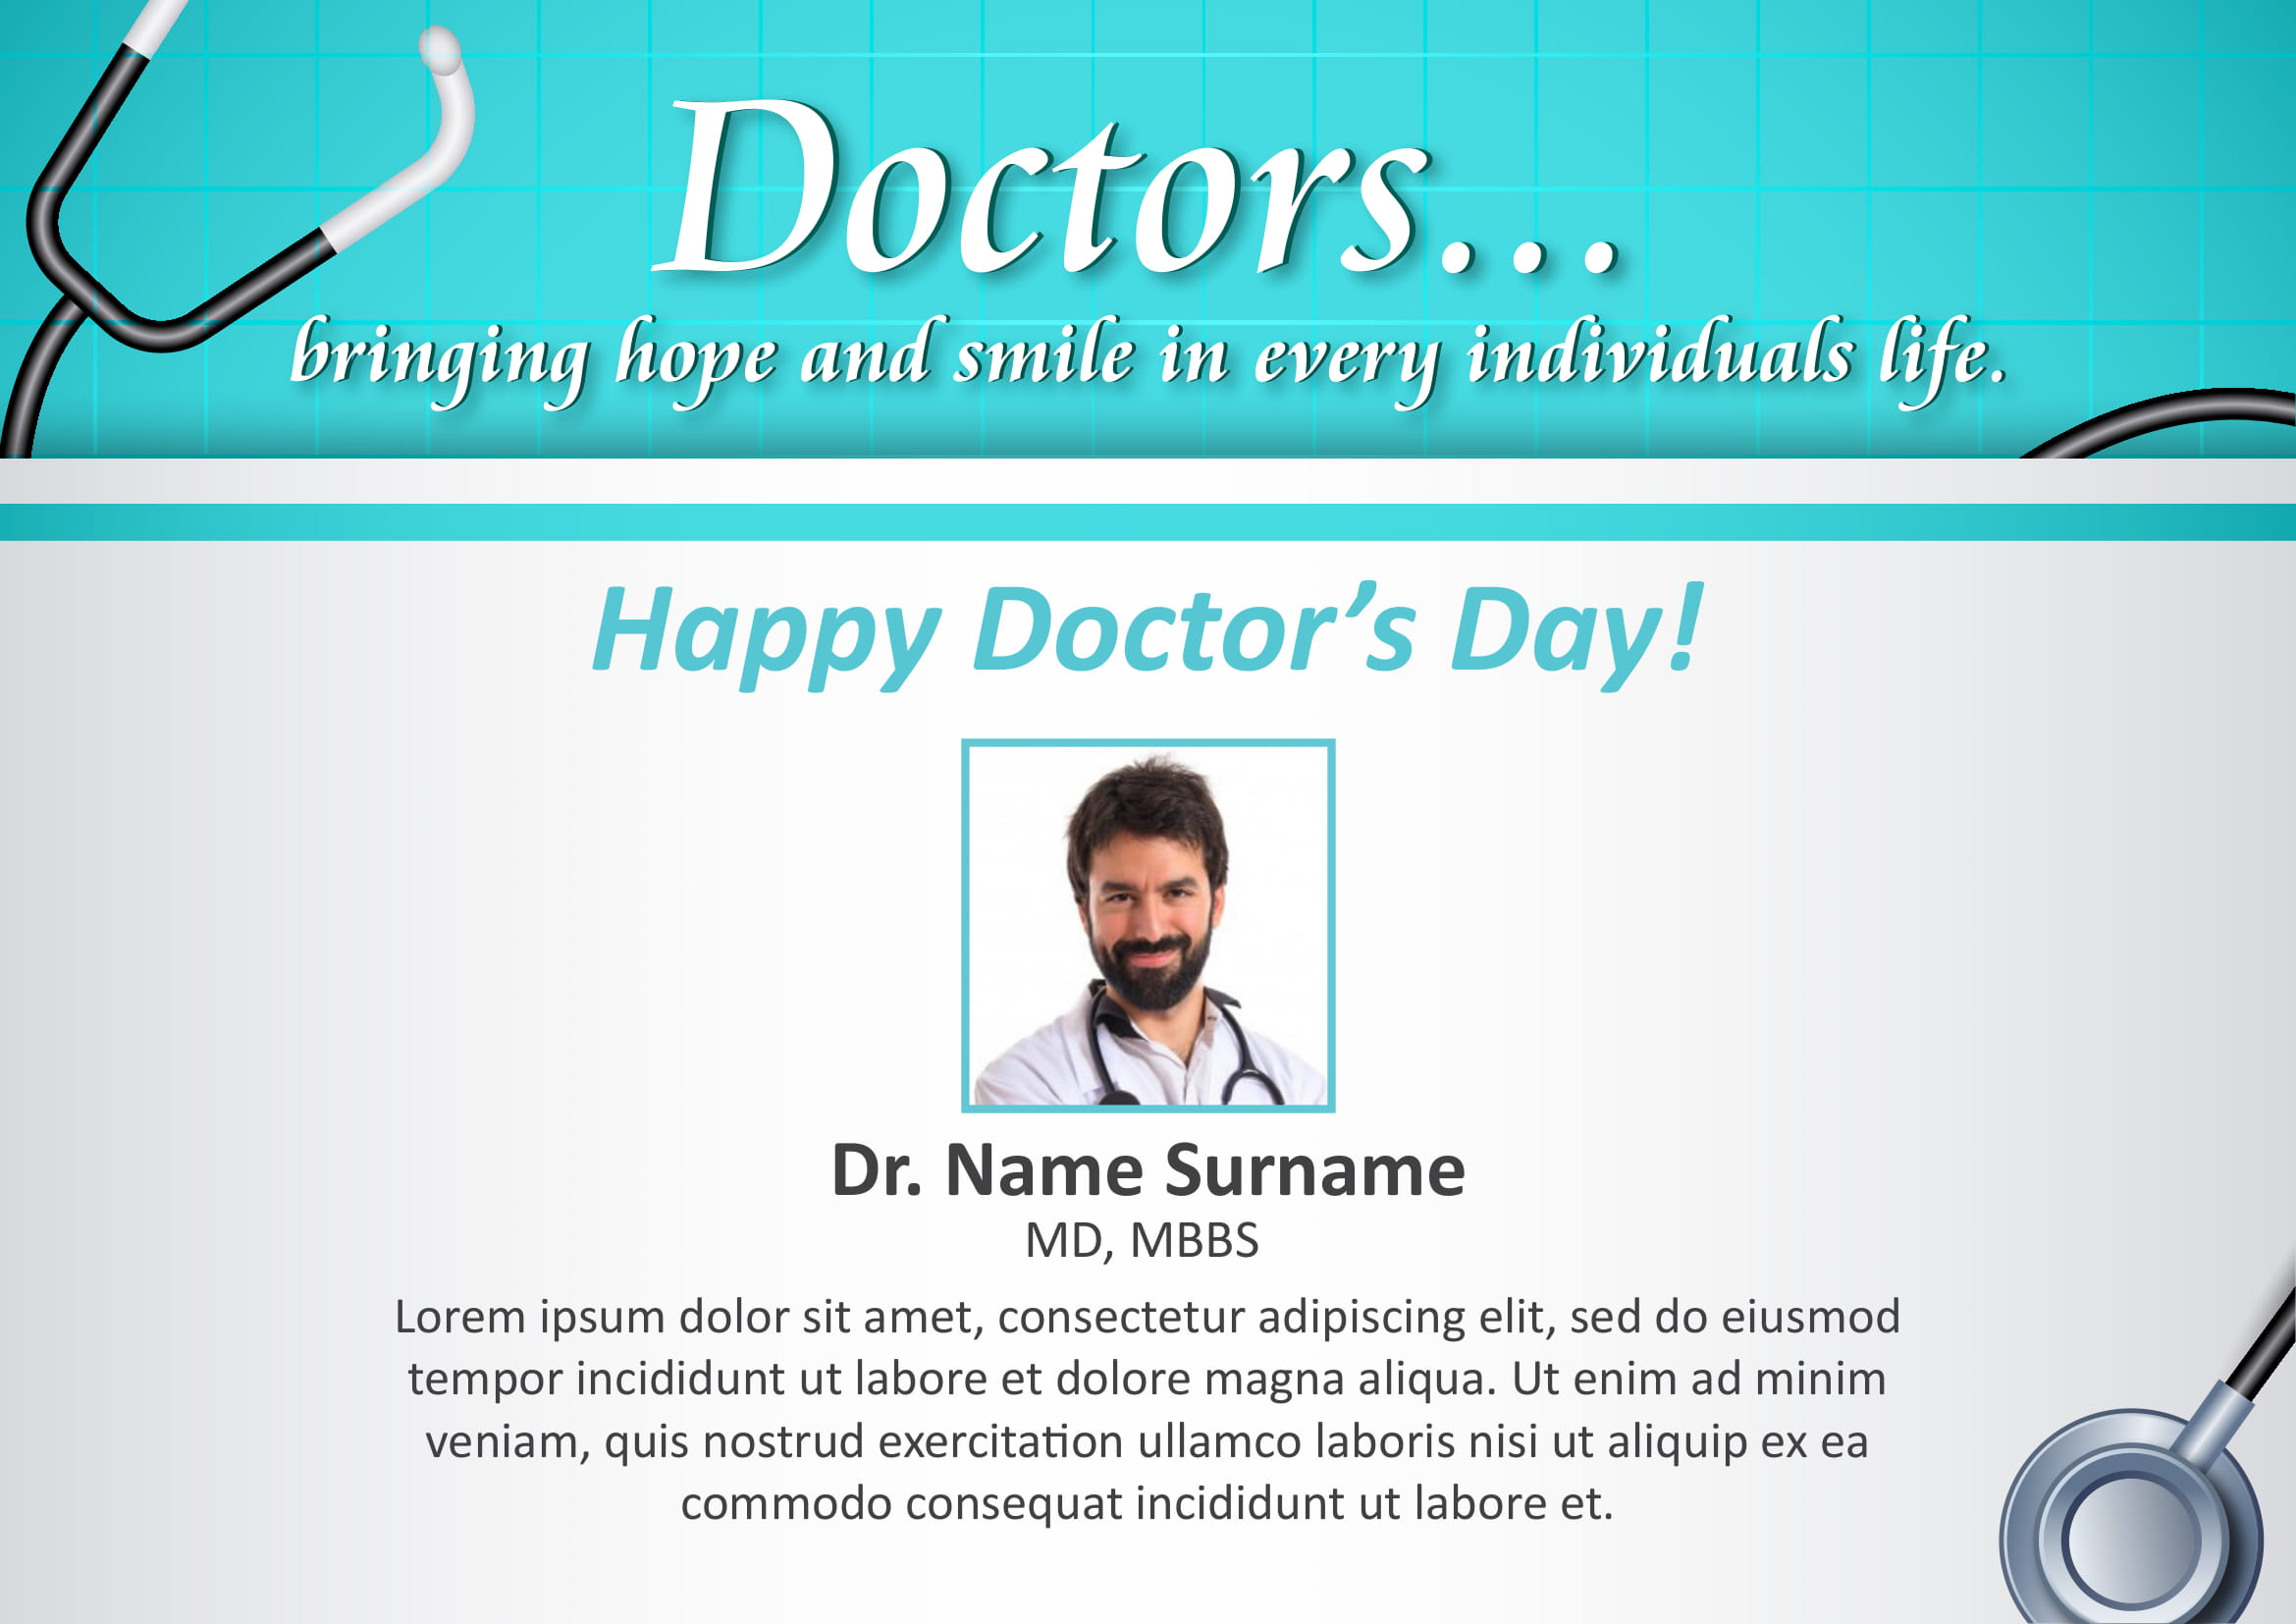 Doctors...
bringing hope and smile in every individuals life.
Happy Doctor’s Day!
Dr. Name Surname
MD, MBBS
Lorem ipsum dolor sit amet, consectetur adipiscing elit, sed do eiusmod
tempor incididunt ut labore et dolore magna aliqua. Ut enim ad minim
veniam, quis nostrud exercitation ullamco laboris nisi ut aliquip ex ea
commodo consequat incididunt ut labore et.